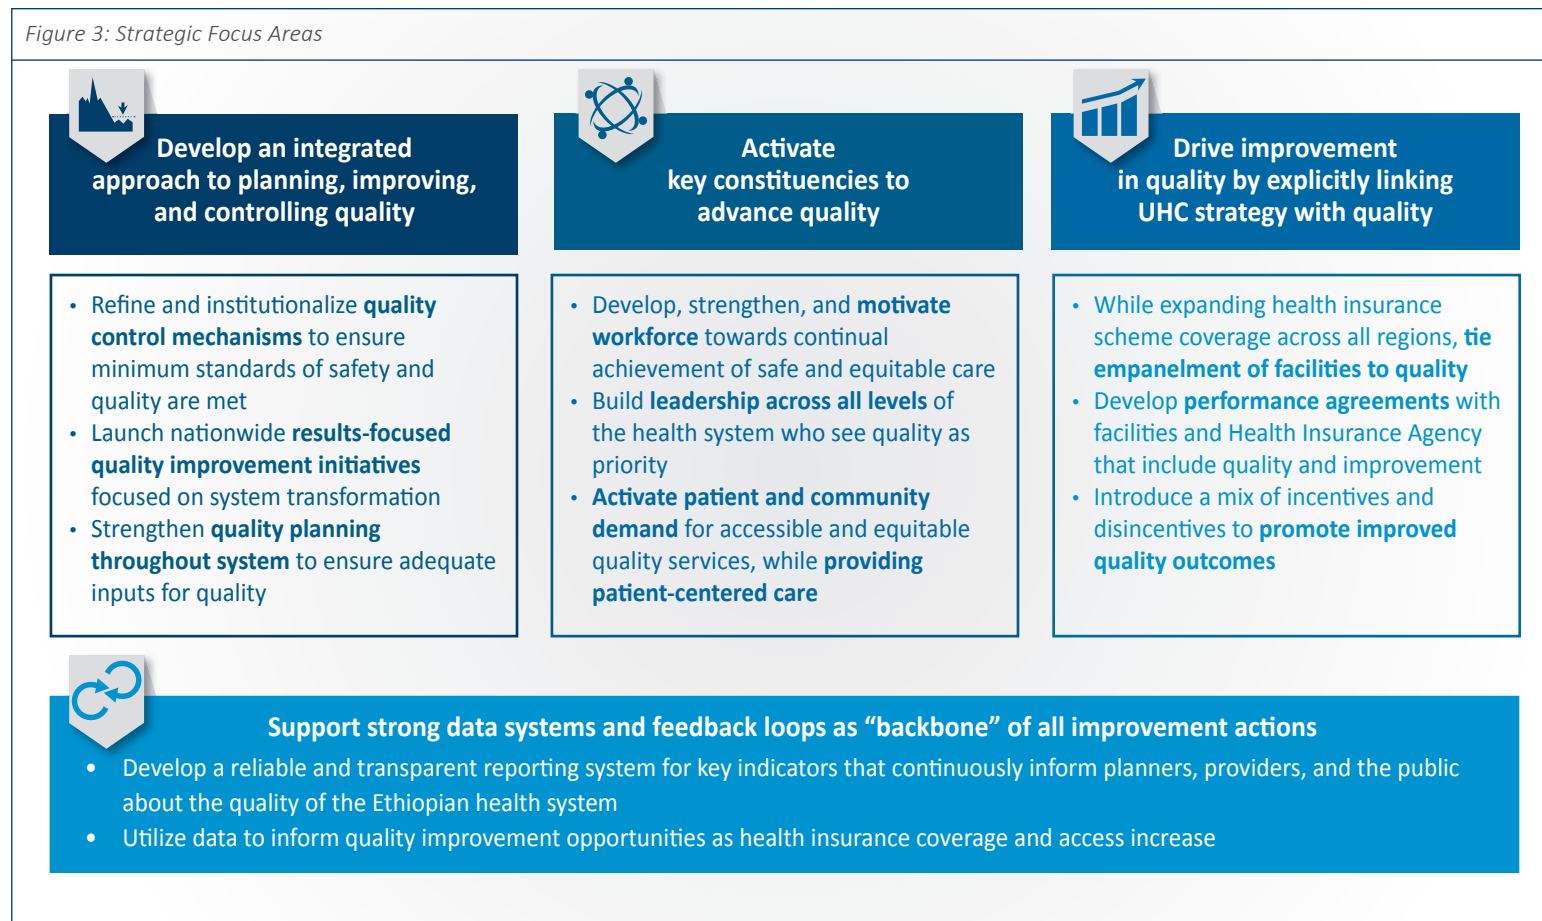 Figure 3: Strategic Focus Areas
Develop an integrated
approach to planning, improving,
and controlling quality
• Refine and institutionalize quality
control mechanisms to ensure
minimum standards of safety and
quality are met
• Launch nationwide results-focused
quality improvement initiatives
focused on system transformation
• Strengthen quality planning
throughout system to ensure adequate
inputs for quality
Activate
key constituencies to
advance quality
• Develop, strengthen, and motivate
workforce towards continual
achievement of safe and equitable care
• Build leadership across all levels of
the health system who see quality as
priority
• Activate patient and community
demand for accessible and equitable
quality services, while providing
patient-centered care
Drive improvement
in quality by explicitly linking
UHC strategy with quality
• While expanding health insurance
scheme coverage across all regions, tie
empanelment of facilities to quality
• Develop performance agreements with
facilities and Health Insurance Agency
that include quality and improvement
• Introduce a mix of incentives and
disincentives to promote improved
quality outcomes
Support strong data systems and feedback loops as “backbone” of all improvement actions
• Develop a reliable and transparent reporting system for key indicators that continuously inform planners, providers, and the public
about the quality of the Ethiopian health system
• Utilize data to inform quality improvement opportunities as health insurance coverage and access increase